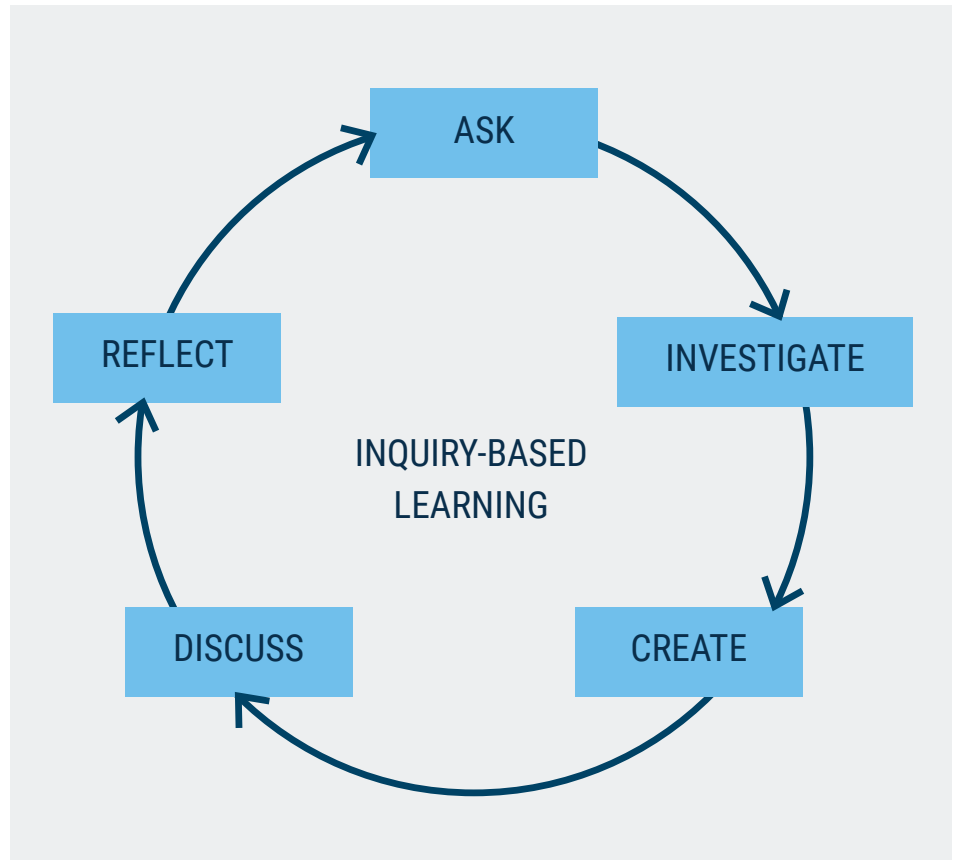 ASK
INVESTIGATE
CREATE
DISCUSS
REFLECT
INQUIRY-BASED
LEARNING